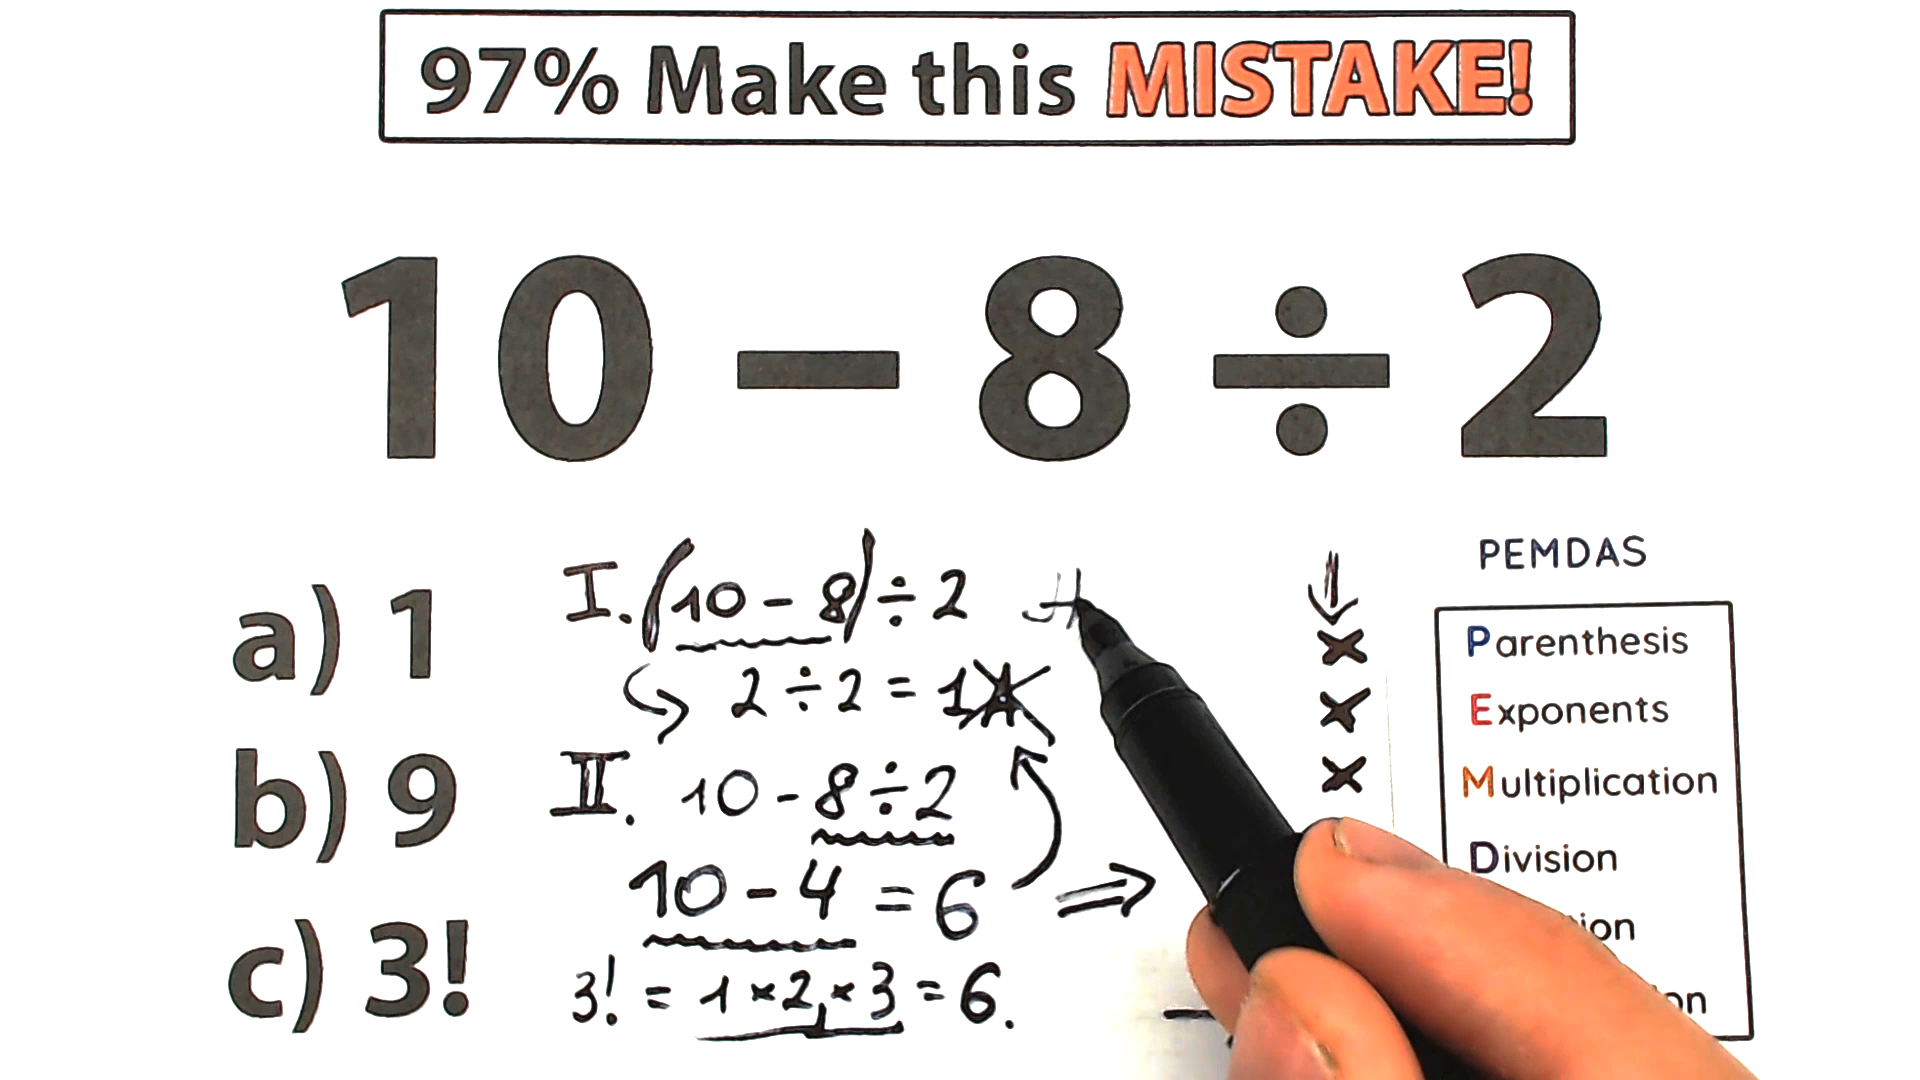 97% Make this MISTAKE!
10 – 8 ÷ 2
a) 1
b) 9
c) 3!
I. (10 - 8) ÷ 2
2 ÷ 2 = 1
II. 10 - 8 ÷ 2
10 - 4 = 6 ⇒
3! = 1 × 2 × 3 = 6.
PEMDAS
Parenthesis
Exponents
Multiplication
Division